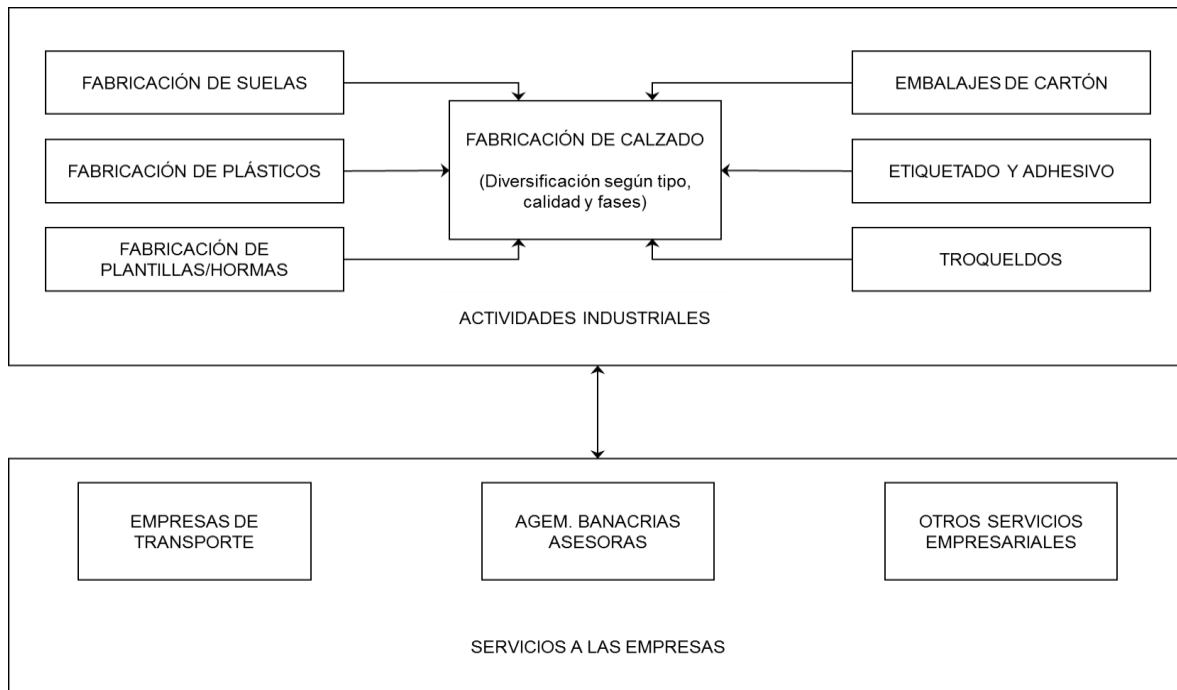 FABRICACIÓN DE SUELAS
EMBALAJES DE CARTÓN
FABRICACIÓN DE CALZADO
(Diversificación según tipo,
calidad y fases)
FABRICACIÓN DE PLÁSTICOS
ETIQUETADO Y ADHESIVO
FABRICACIÓN DE
PLANTILLAS/HORMAS
TROQUELDOS
ACTIVIDADES INDUSTRIALES
EMPRESAS DE
TRANSPORTE
AGEM. BANACRIAS
ASESORAS
OTROS SERVICIOS
EMPRESARIALES
SERVICIOS A LAS EMPRESAS